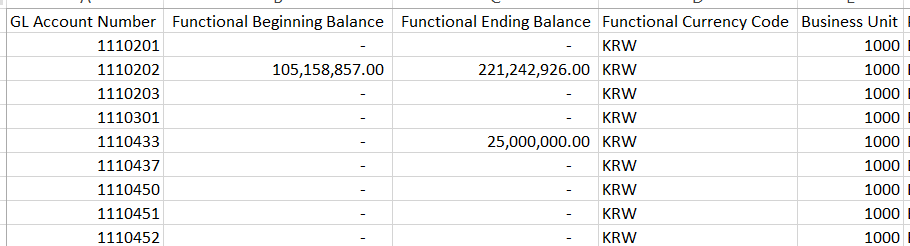 GL Account Number Functional Beginning Balance Functional Ending Balance Functional Currency Code Business Unit
1110201 - - KRW 1000
1110202 105,158,857.00 221,242,926.00 KRW 1000
1110203 - - KRW 1000
1110301 - - KRW 1000
1110433 - 25,000,000.00 KRW 1000
1110437 - - KRW 1000
1110450 - - KRW 1000
1110451 - - KRW 1000
1110452 - - KRW 1000